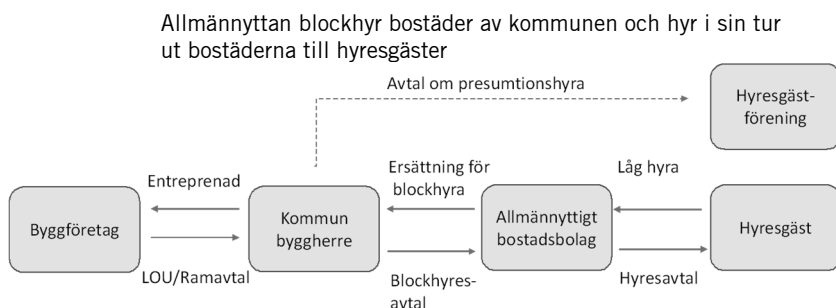 Allmännyttan blockhyr bostäder av kommunen och hyr i sin tur
ut bostäderna till hyresgäster
Avtal om presumtionshyra
Hyresgäst-
förening
Entreprenad
Ersättning för
blockhyra
Låg hyra
Byggföretag
Kommun
byggherre
Allmännyttigt
bostadsbolag
Hyresgäst
LOU/Ramavtal
Blockhyres-
avtal
Hyresavtal